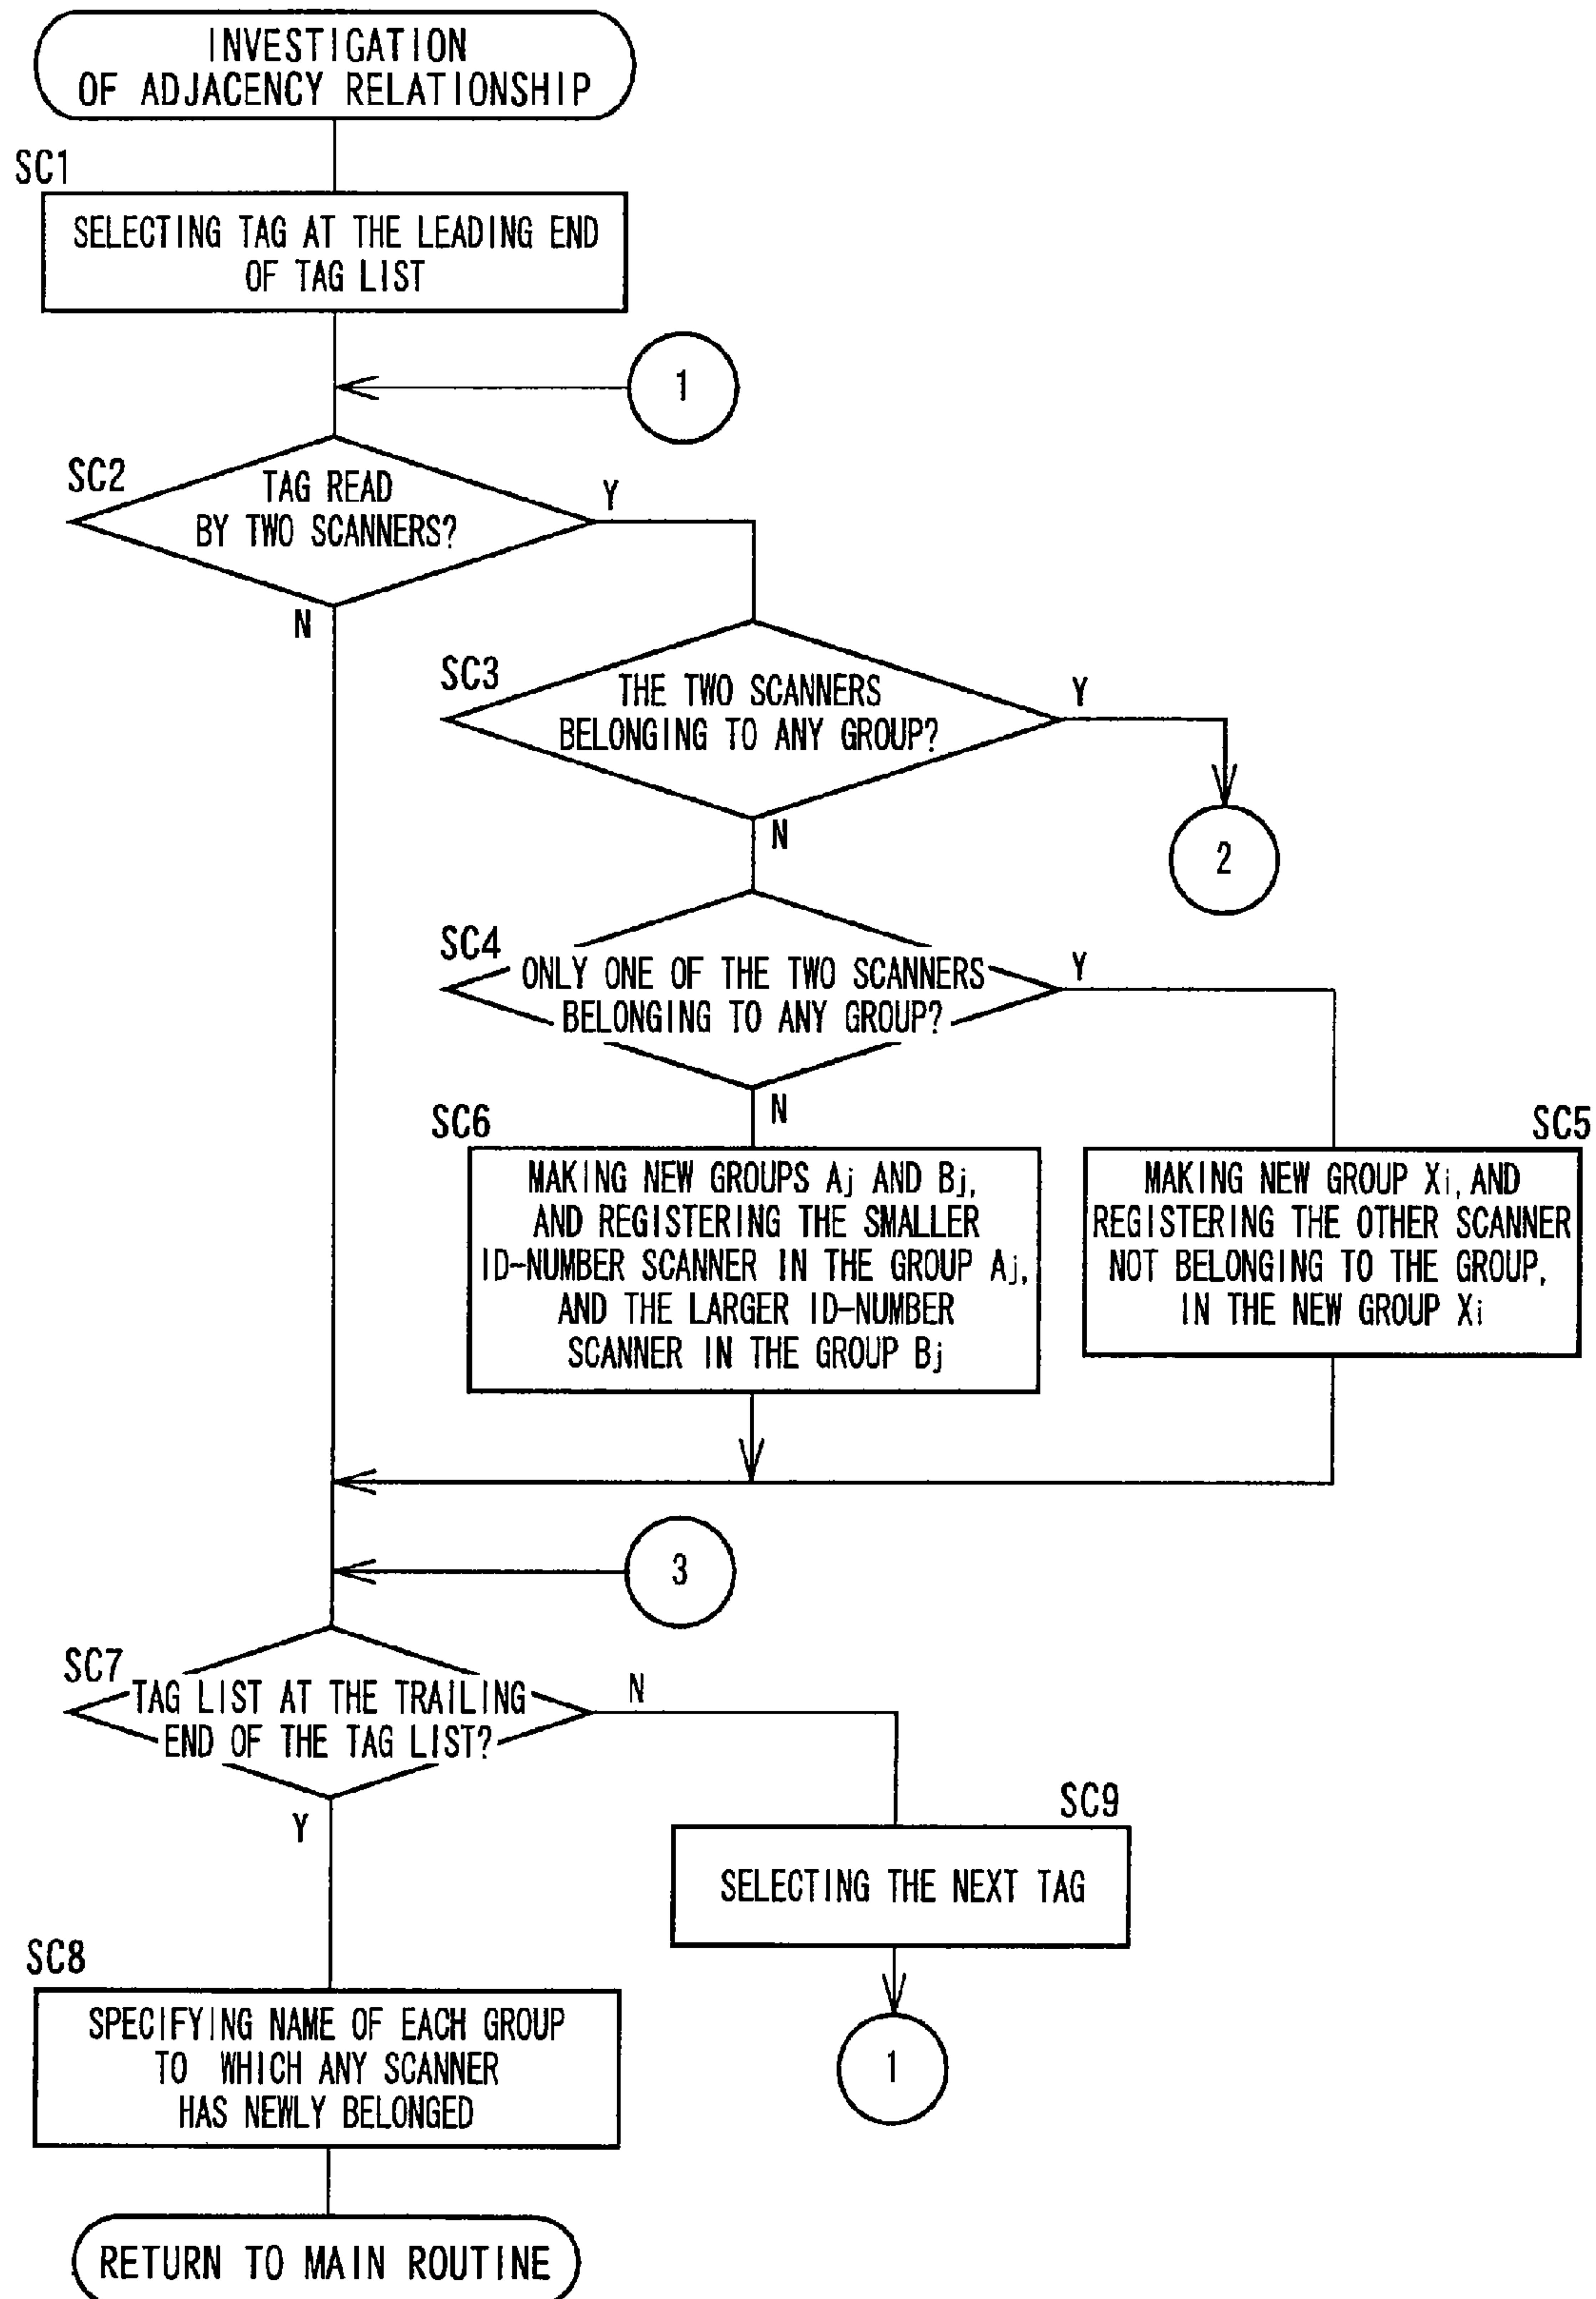 INVESTIGATION
OF ADJACENCY RELATIONSHIP
SC1
SELECTING TAG AT THE LEADING END
OF TAG LIST
1
SC2
TAG READ
BY TWO SCANNERS?
Y
N
SC3
THE TWO SCANNERS
BELONGING TO ANY GROUP?
Y
2
N
SC4
ONLY ONE OF THE TWO SCANNERS
BELONGING TO ANY GROUP?
Y
N
SC6
MAKING NEW GROUPS Aj AND Bj,
AND REGISTERING THE SMALLER
ID-NUMBER SCANNER IN THE GROUP Aj,
AND THE LARGER ID-NUMBER
SCANNER IN THE GROUP Bj
SC5
MAKING NEW GROUP Xi, AND
REGISTERING THE OTHER SCANNER
NOT BELONGING TO THE GROUP,
IN THE NEW GROUP Xi
3
SC7
TAG LIST AT THE TRAILING
END OF THE TAG LIST?
N
Y
SC9
SELECTING THE NEXT TAG
1
SC8
SPECIFYING NAME OF EACH GROUP
TO WHICH ANY SCANNER
HAS NEWLY BELONGED
RETURN TO MAIN ROUTINE